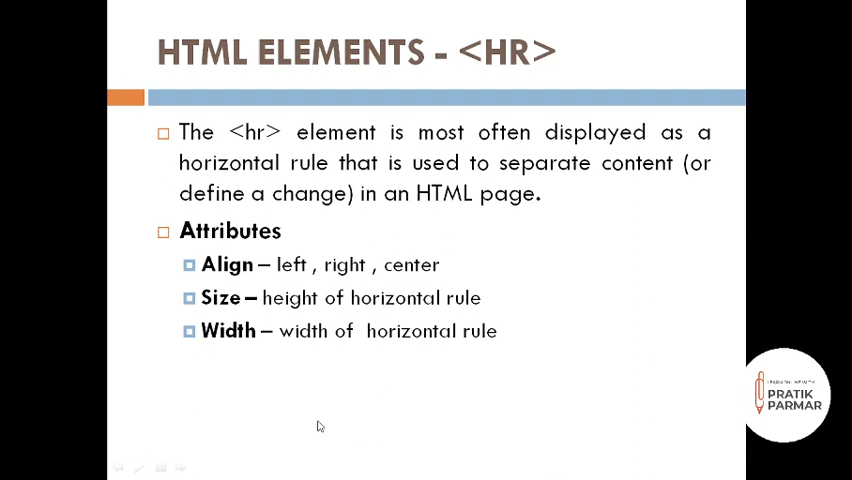 HTML ELEMENTS - <HR>
The <hr> element is most often displayed as a
horizontal rule that is used to separate content (or
define a change) in an HTML page.
Attributes
Align – left , right , center
Size – height of horizontal rule
Width – width of  horizontal rule
PRATIK
PARMAR